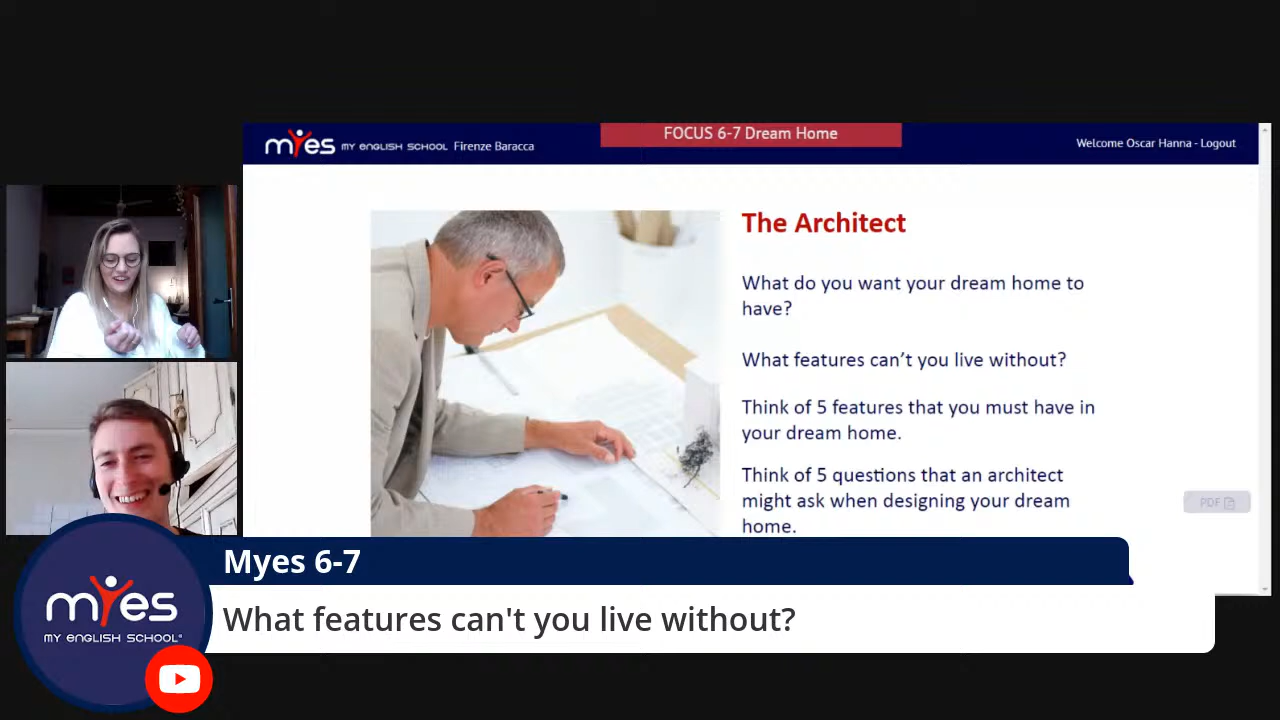 FOCUS 6-7 Dream Home
myes MY ENGLISH SCHOOL Firenze Baracca
Welcome Oscar Hanna - Logout
The Architect
What do you want your dream home to
have?
What features can't you live without?
Think of 5 features that you must have in
your dream home.
Think of 5 questions that an architect
might ask when designing your dream
home.
PDF
Myes 6-7
What features can't you live without?
myes
MY ENGLISH SCHOOL®